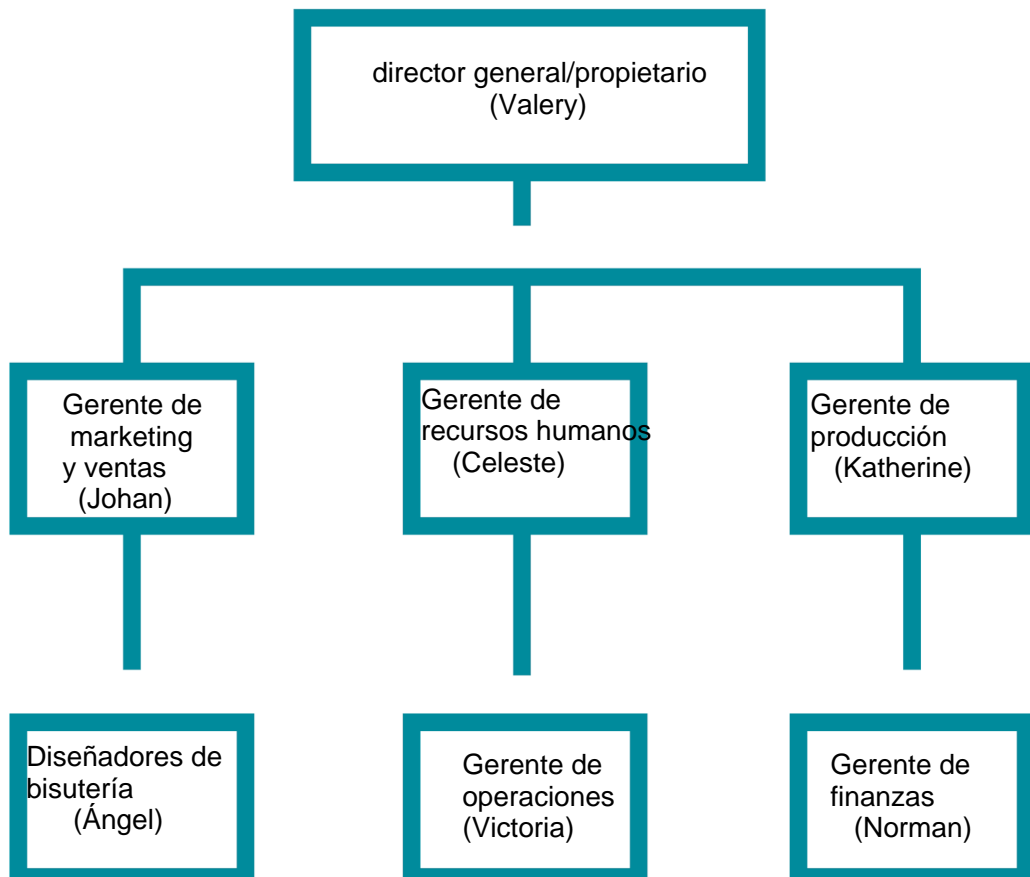 director general/propietario
(Valery)
Gerente de
marketing
y ventas
(Johan)
Gerente de
recursos humanos
(Celeste)
Gerente de
producción
(Katherine)
Diseñadores de
bisutería
(Ángel)
Gerente de
operaciones
(Victoria)
Gerente de
finanzas
(Norman)